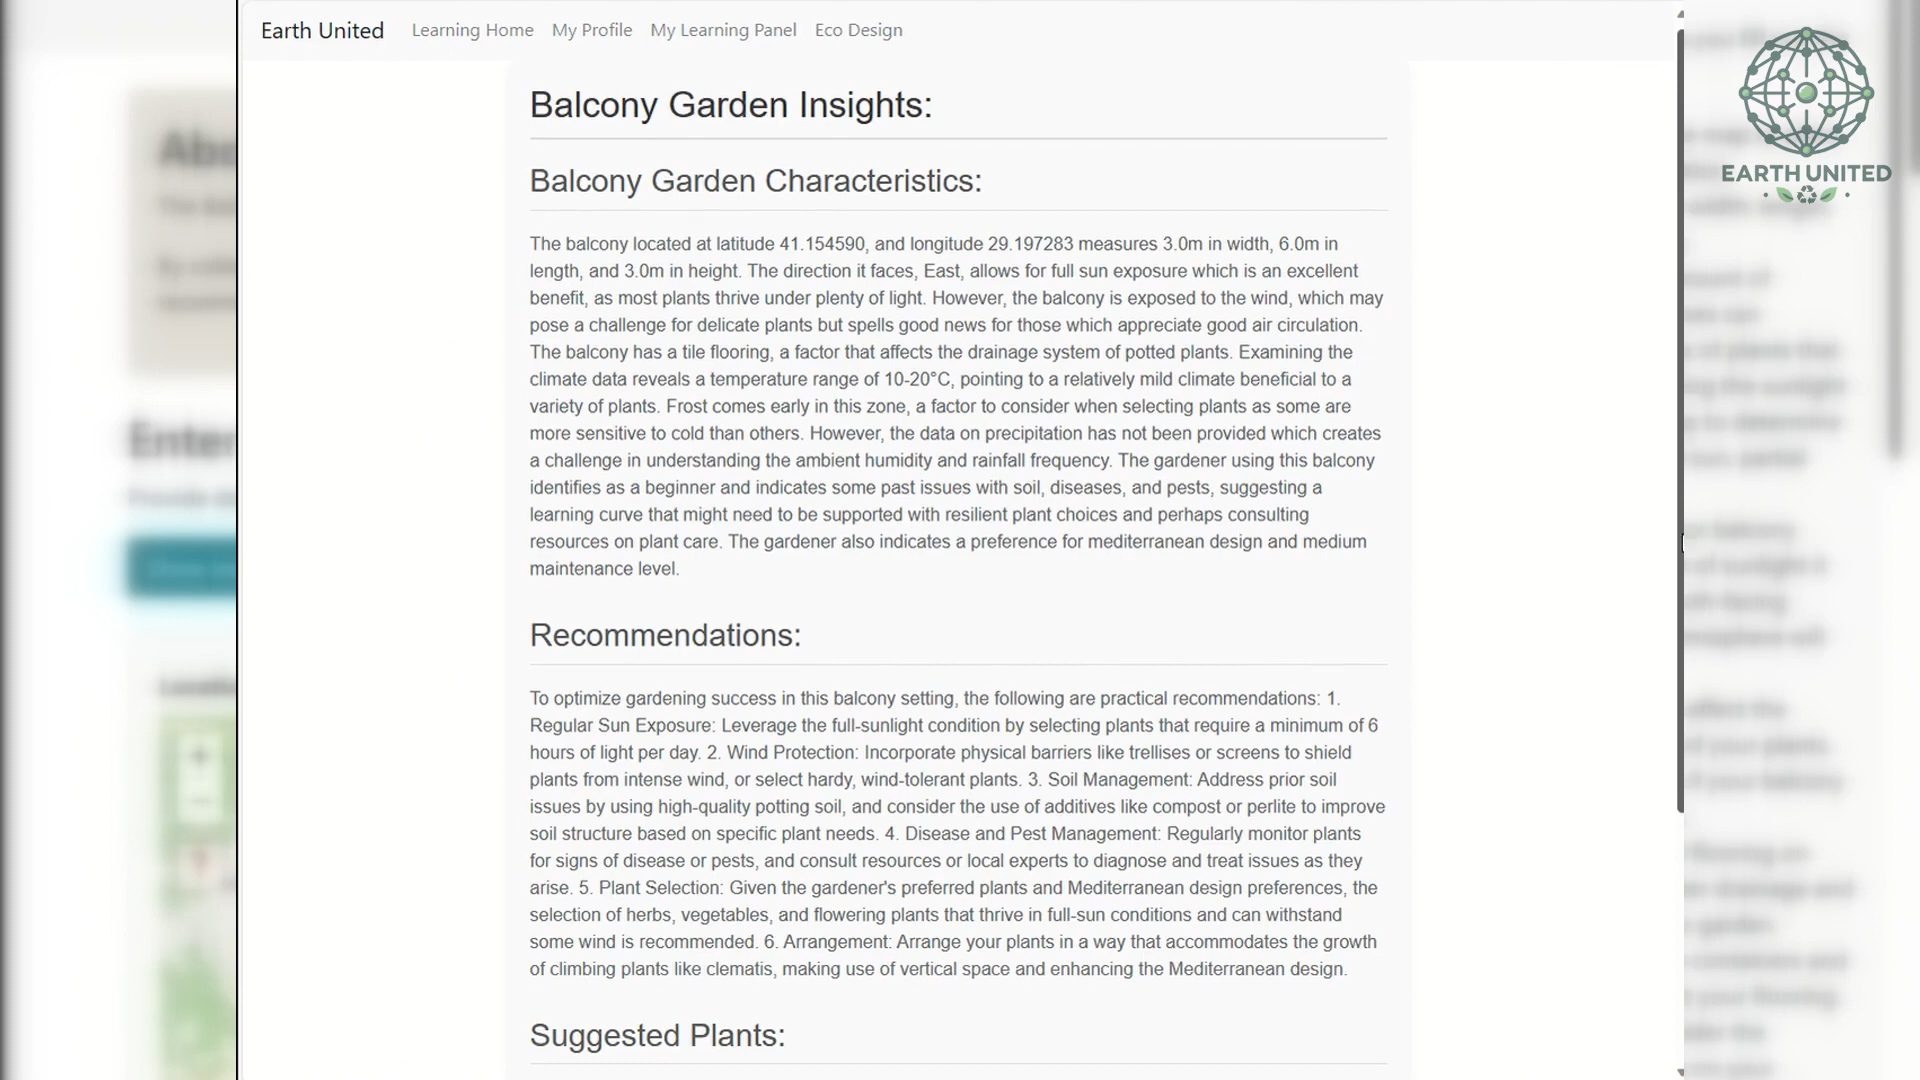 Earth United Learning Home My Profile My Learning Panel Eco Design
EARTH UNITED
Balcony Garden Insights:
Balcony Garden Characteristics:
The balcony located at latitude 41.154590, and longitude 29.197283 measures 3.0m in width, 6.0m in
length, and 3.0m in height. The direction it faces, East, allows for full sun exposure which is an excellent
benefit, as most plants thrive under plenty of light. However, the balcony is exposed to the wind, which may
pose a challenge for delicate plants but spells good news for those which appreciate good air circulation.
The balcony has a tile flooring, a factor that affects the drainage system of potted plants. Examining the
climate data reveals a temperature range of 10-20°C, pointing to a relatively mild climate beneficial to a
variety of plants. Frost comes early in this zone, a factor to consider when selecting plants as some are
more sensitive to cold than others. However, the data on precipitation has not been provided which creates
a challenge in understanding the ambient humidity and rainfall frequency. The gardener using this balcony
identifies as a beginner and indicates some past issues with soil, diseases, and pests, suggesting a
learning curve that might need to be supported with resilient plant choices and perhaps consulting
resources on plant care. The gardener also indicates a preference for mediterranean design and medium
maintenance level.
Recommendations:
To optimize gardening success in this balcony setting, the following are practical recommendations: 1.
Regular Sun Exposure: Leverage the full-sunlight condition by selecting plants that require a minimum of 6
hours of light per day. 2. Wind Protection: Incorporate physical barriers like trellises or screens to shield
plants from intense wind, or select hardy, wind-tolerant plants. 3. Soil Management: Address prior soil
issues by using high-quality potting soil, and consider the use of additives like compost or perlite to improve
soil structure based on specific plant needs. 4. Disease and Pest Management: Regularly monitor plants
for signs of disease or pests, and consult resources or local experts to diagnose and treat issues as they
arise. 5. Plant Selection: Given the gardener's preferred plants and Mediterranean design preferences, the
selection of herbs, vegetables, and flowering plants that thrive in full-sun conditions and can withstand
some wind is recommended. 6. Arrangement: Arrange your plants in a way that accommodates the growth
of climbing plants like clematis, making use of vertical space and enhancing the Mediterranean design.
Suggested Plants: